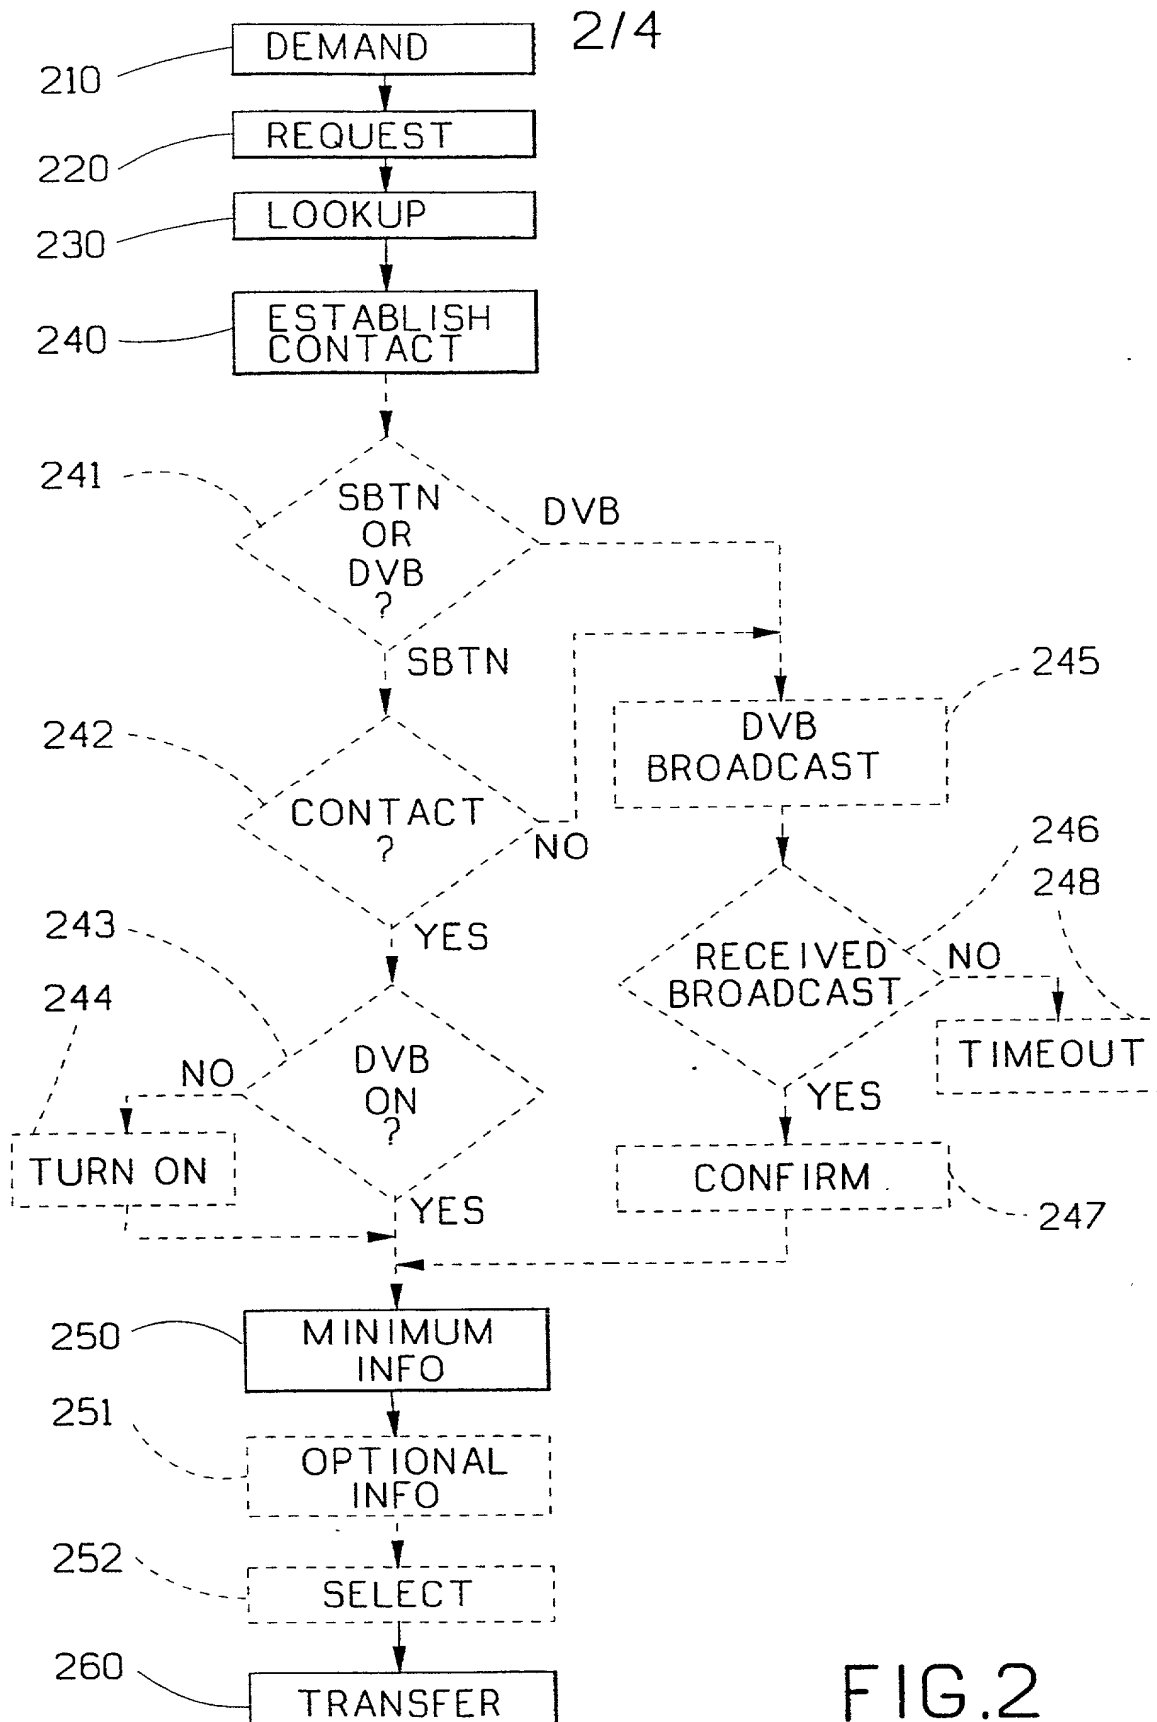 2/4
DEMAND
210
REQUEST
220
LOOKUP
230
ESTABLISH
CONTACT
240
241
SBTN
OR
DVB
?
DVB
SBTN
245
DVB
BROADCAST
242
CONTACT
?
NO
246
248
YES
243
RECEIVED
BROADCAST
NO
244
TIMEOUT
DVB
ON
?
NO
YES
TURN ON
CONFIRM
YES
247
250
MINIMUM
INFO
251
OPTIONAL
INFO
252
SELECT
260
TRANSFER
FIG.2